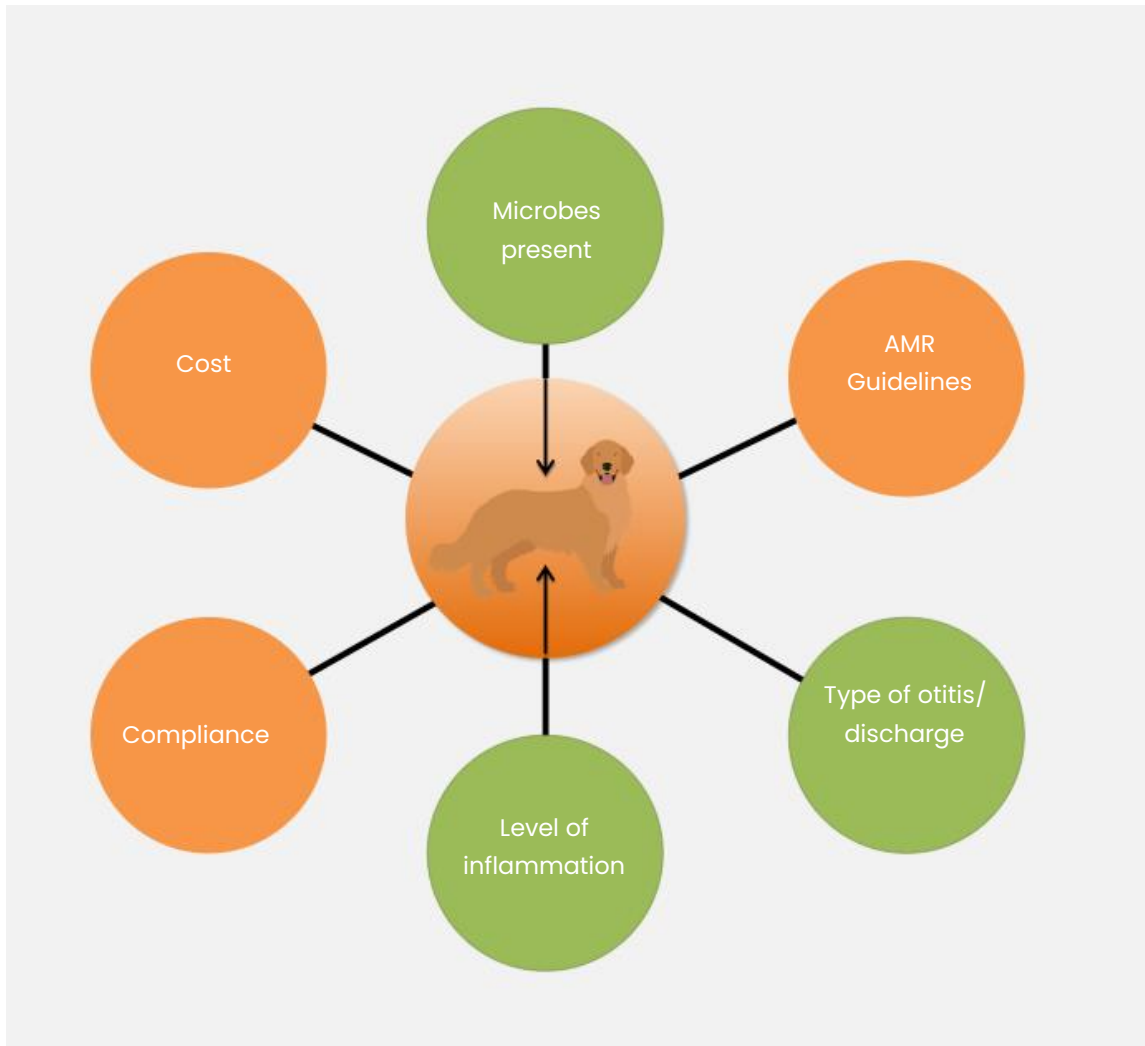 Microbes
present
Cost
AMR
Guidelines
Compliance
Type of otitis/
discharge
Level of
inflammation